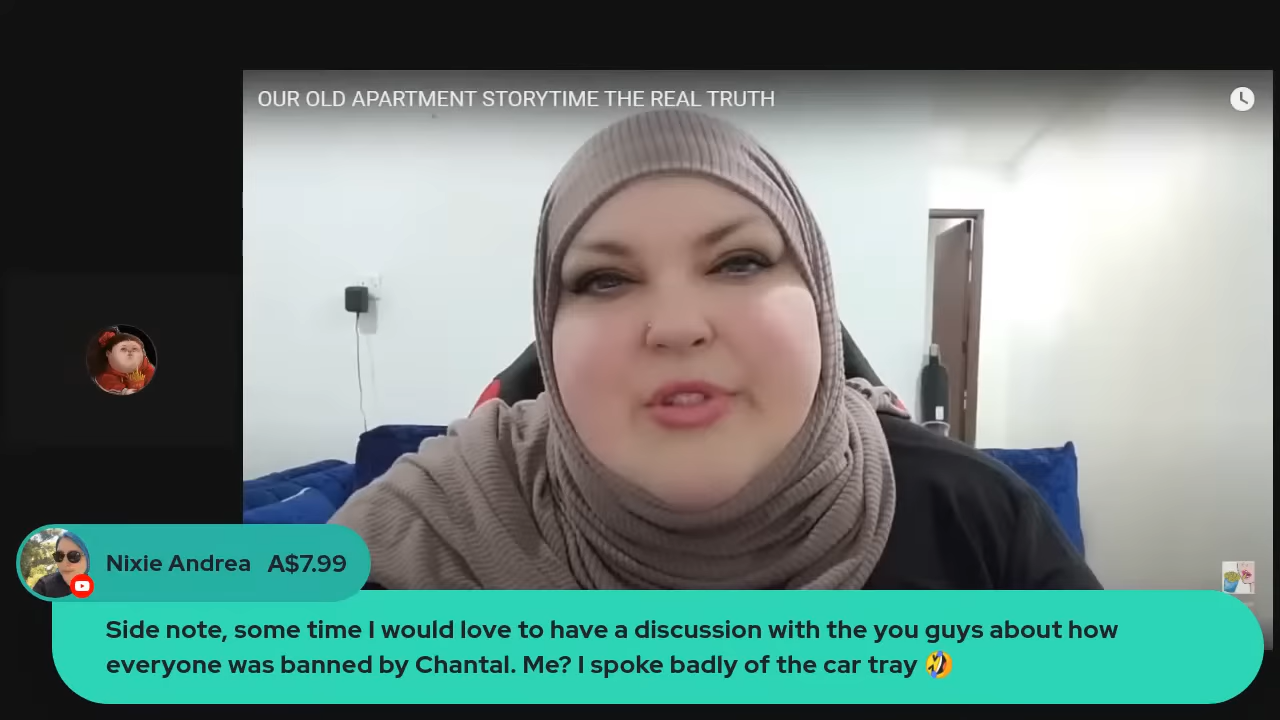 OUR OLD APARTMENT STORYTIME THE REAL TRUTH
Nixie Andrea A$7.99
Side note, some time I would love to have a discussion with the you guys about how
everyone was banned by Chantal. Me? I spoke badly of the car tray 🤣